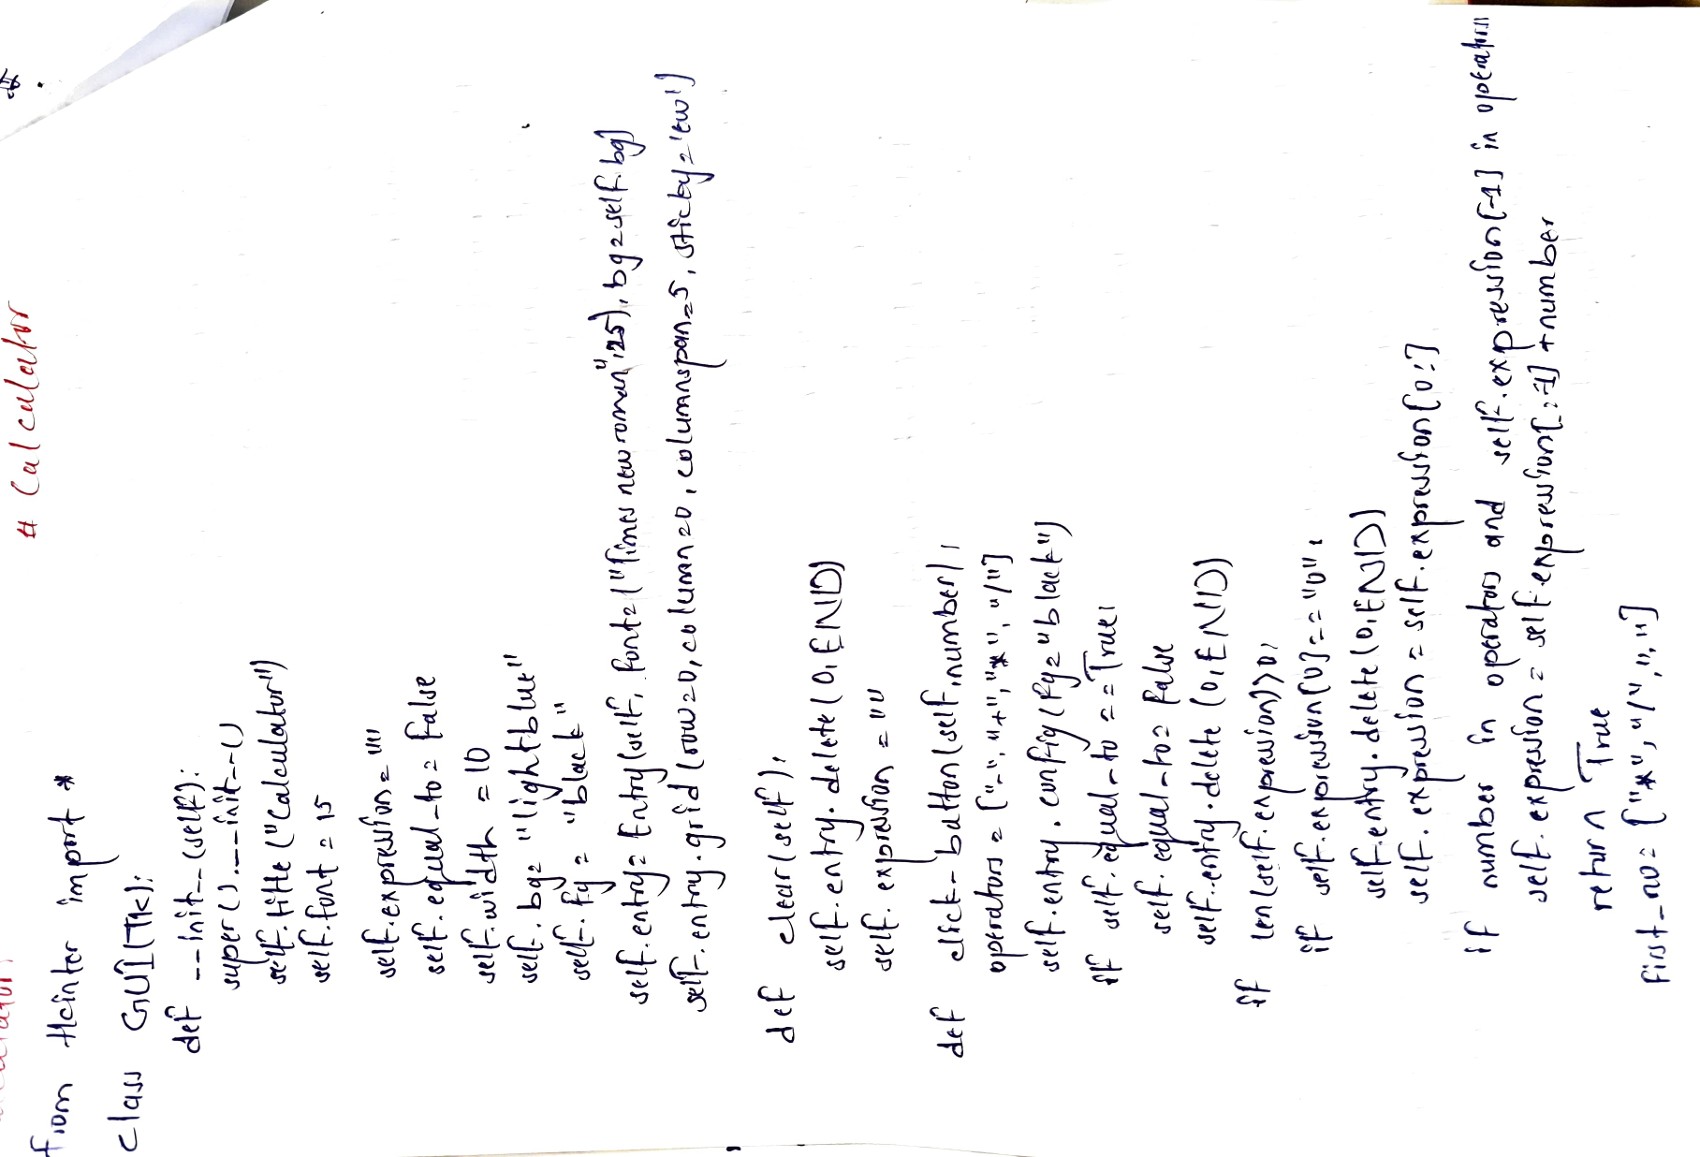 # Calculator
from tkinter import *
class GUI(Tk):
def __init__(self):
super().__init__()
self.title("Calculator")
self.font = 15
self.expression = ""
self.equal_to = False
self.width = 10
self.bg = "lightblue"
self.fg = "black"
self.entry = Entry(self, font=("Times new roman",25), bg=self.bg)
self.entry.grid(row=0, column=0, columnspan=5, sticky='ew')
def clear(self):
self.entry.delete(0,END)
self.expression = ""
def click_button(self,number):
operators = ["-", "+", "*", "/"]
self.entry.config(fg="black")
if self.equal_to == True:
self.equal_to = False
self.entry.delete(0,END)
if len(self.expression)>0:
if self.expression[0]=="0":
self.entry.delete(0,END)
self.expression = self.expression[0:]
if number in operators and self.expression[-1] in operators
self.expression = self.expression[:-1]+number
return True
first_no = ["*", "/", "."]